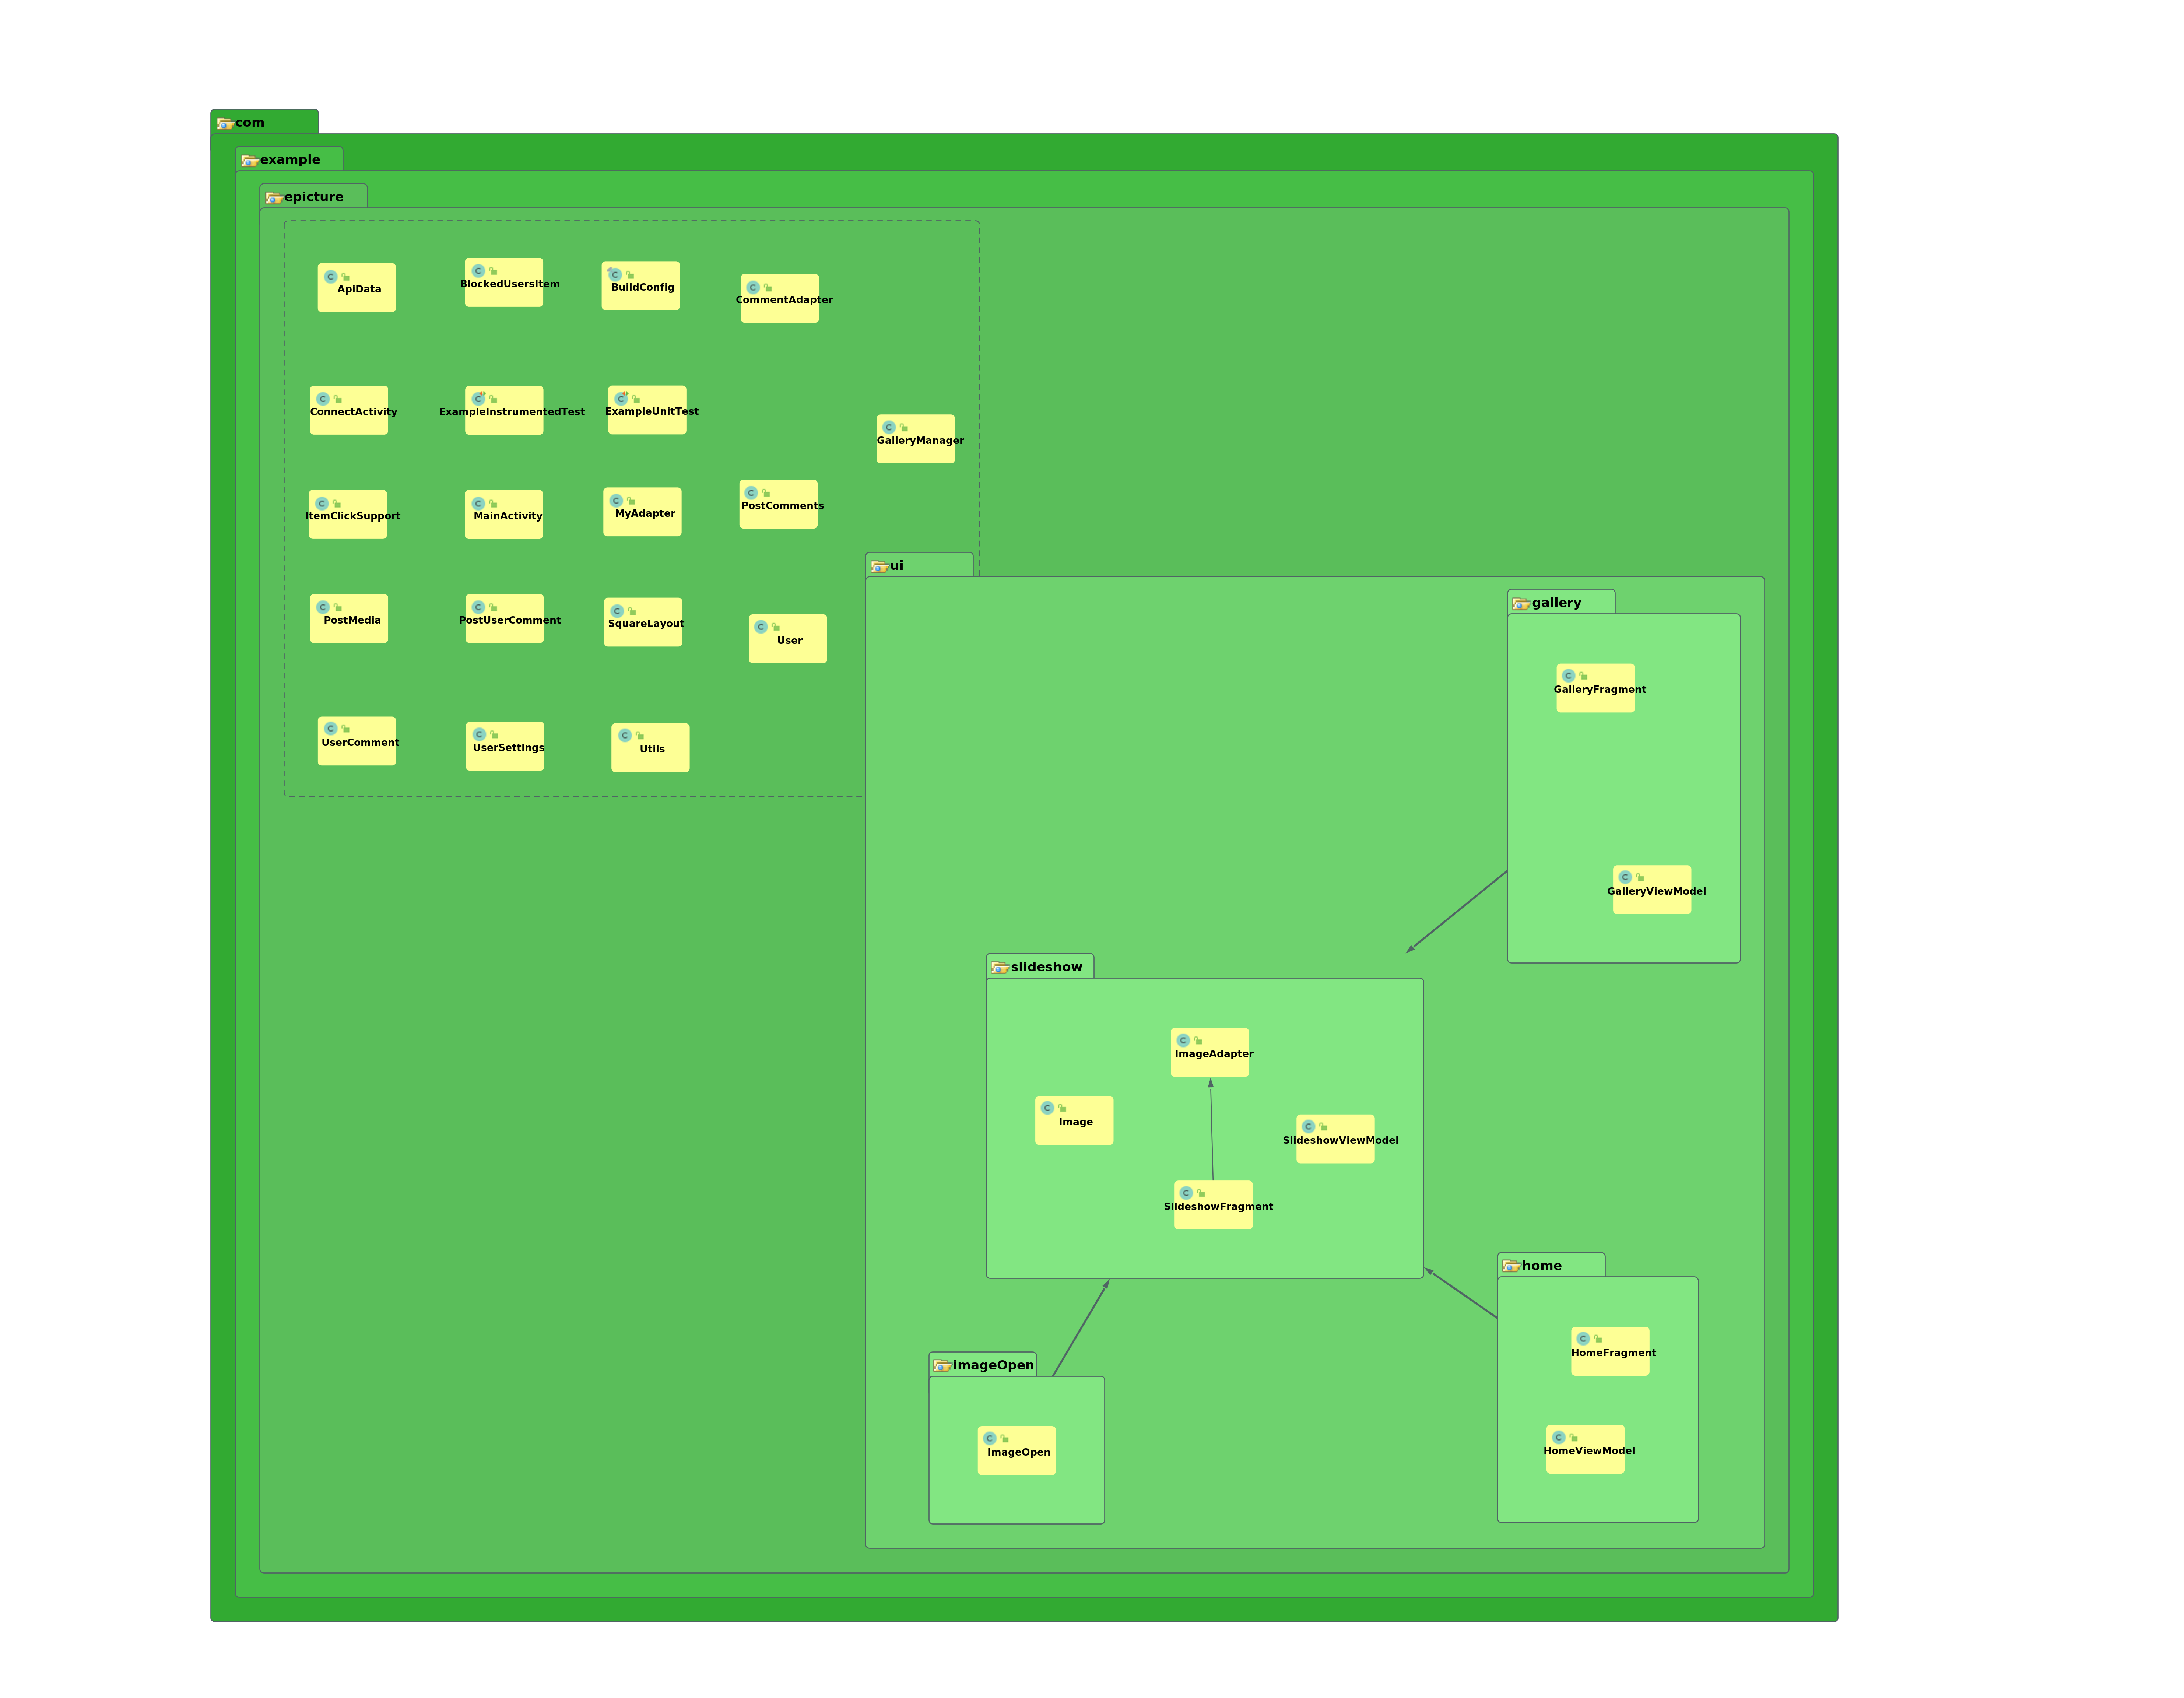 com
example
epicture
ApiData
BlockedUsersItem
BuildConfig
CommentAdapter
ConnectActivity
ExampleInstrumentedTest
ExampleUnitTest
GalleryManager
ItemClickSupport
MainActivity
MyAdapter
PostComments
PostMedia
PostUserComment
SquareLayout
User
UserComment
UserSettings
Utils
ui
gallery
GalleryFragment
GalleryViewModel
slideshow
ImageAdapter
Image
SlideshowViewModel
SlideshowFragment
home
HomeFragment
HomeViewModel
imageOpen
ImageOpen